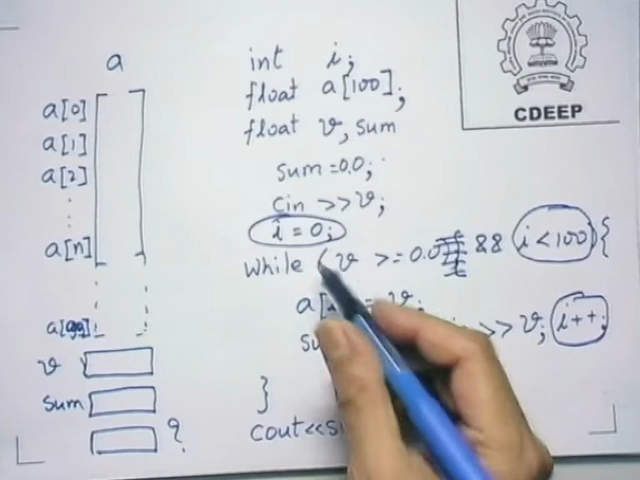 a
a[0]
a[1]
a[2]
a[n]
a[99]
v
sum
?
int i;
float a[100];
float v, sum
sum = 0.0;
cin >> v;
i = 0;
while ( v >= 0.0 && i < 100) {
a[i] = v;
su >> v; i++;
}
cout<<s
CDEEP